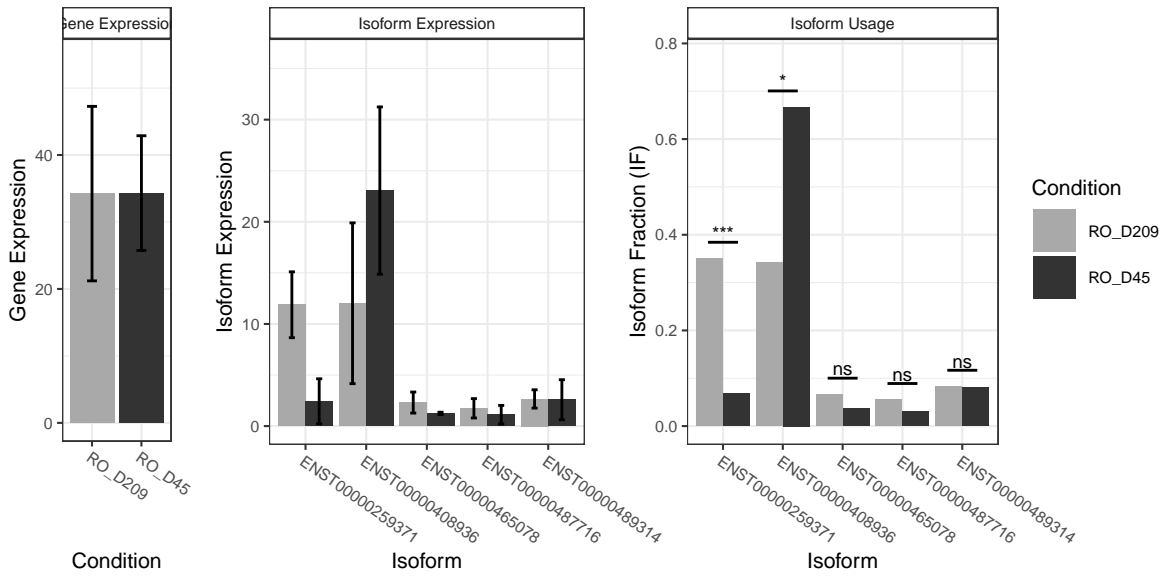 Gene Expression
Isoform Expression
Isoform Usage
Gene Expression
0
20
40
RO_D209
RO_D45
Condition
Isoform Expression
0
10
20
30
ENST00000259371
ENST00000408936
ENST00000465078
ENST00000487716
ENST00000489314
Isoform
Isoform Fraction (IF)
0.0
0.2
0.4
0.6
0.8
***
*
ns
ns
ns
ENST00000259371
ENST00000408936
ENST00000465078
ENST00000487716
ENST00000489314
Isoform
Condition
RO_D209
RO_D45